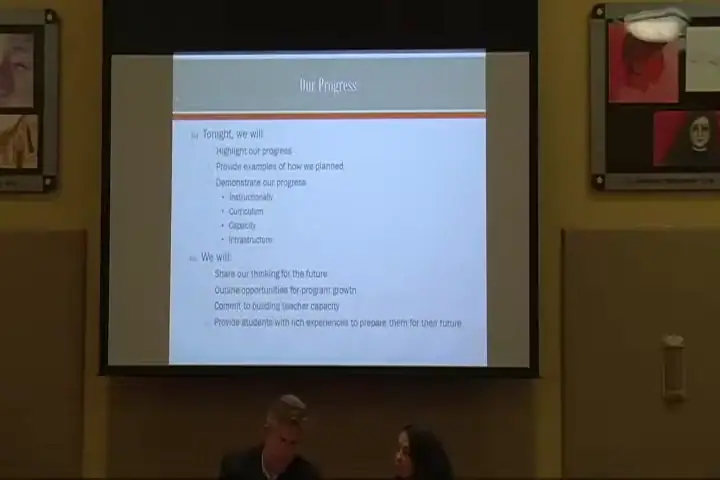 Our Progress
Tonight, we will:
Highlight our progress
Provide examples of how we planned
Demonstrate our progress
• Instructionally
• Curriculum
• Capacity
• Infrastructure
We will:
Share our thinking for the future
Outline opportunities for program growth
Commit to building teacher capacity
Provide students with rich experiences to prepare them for their future